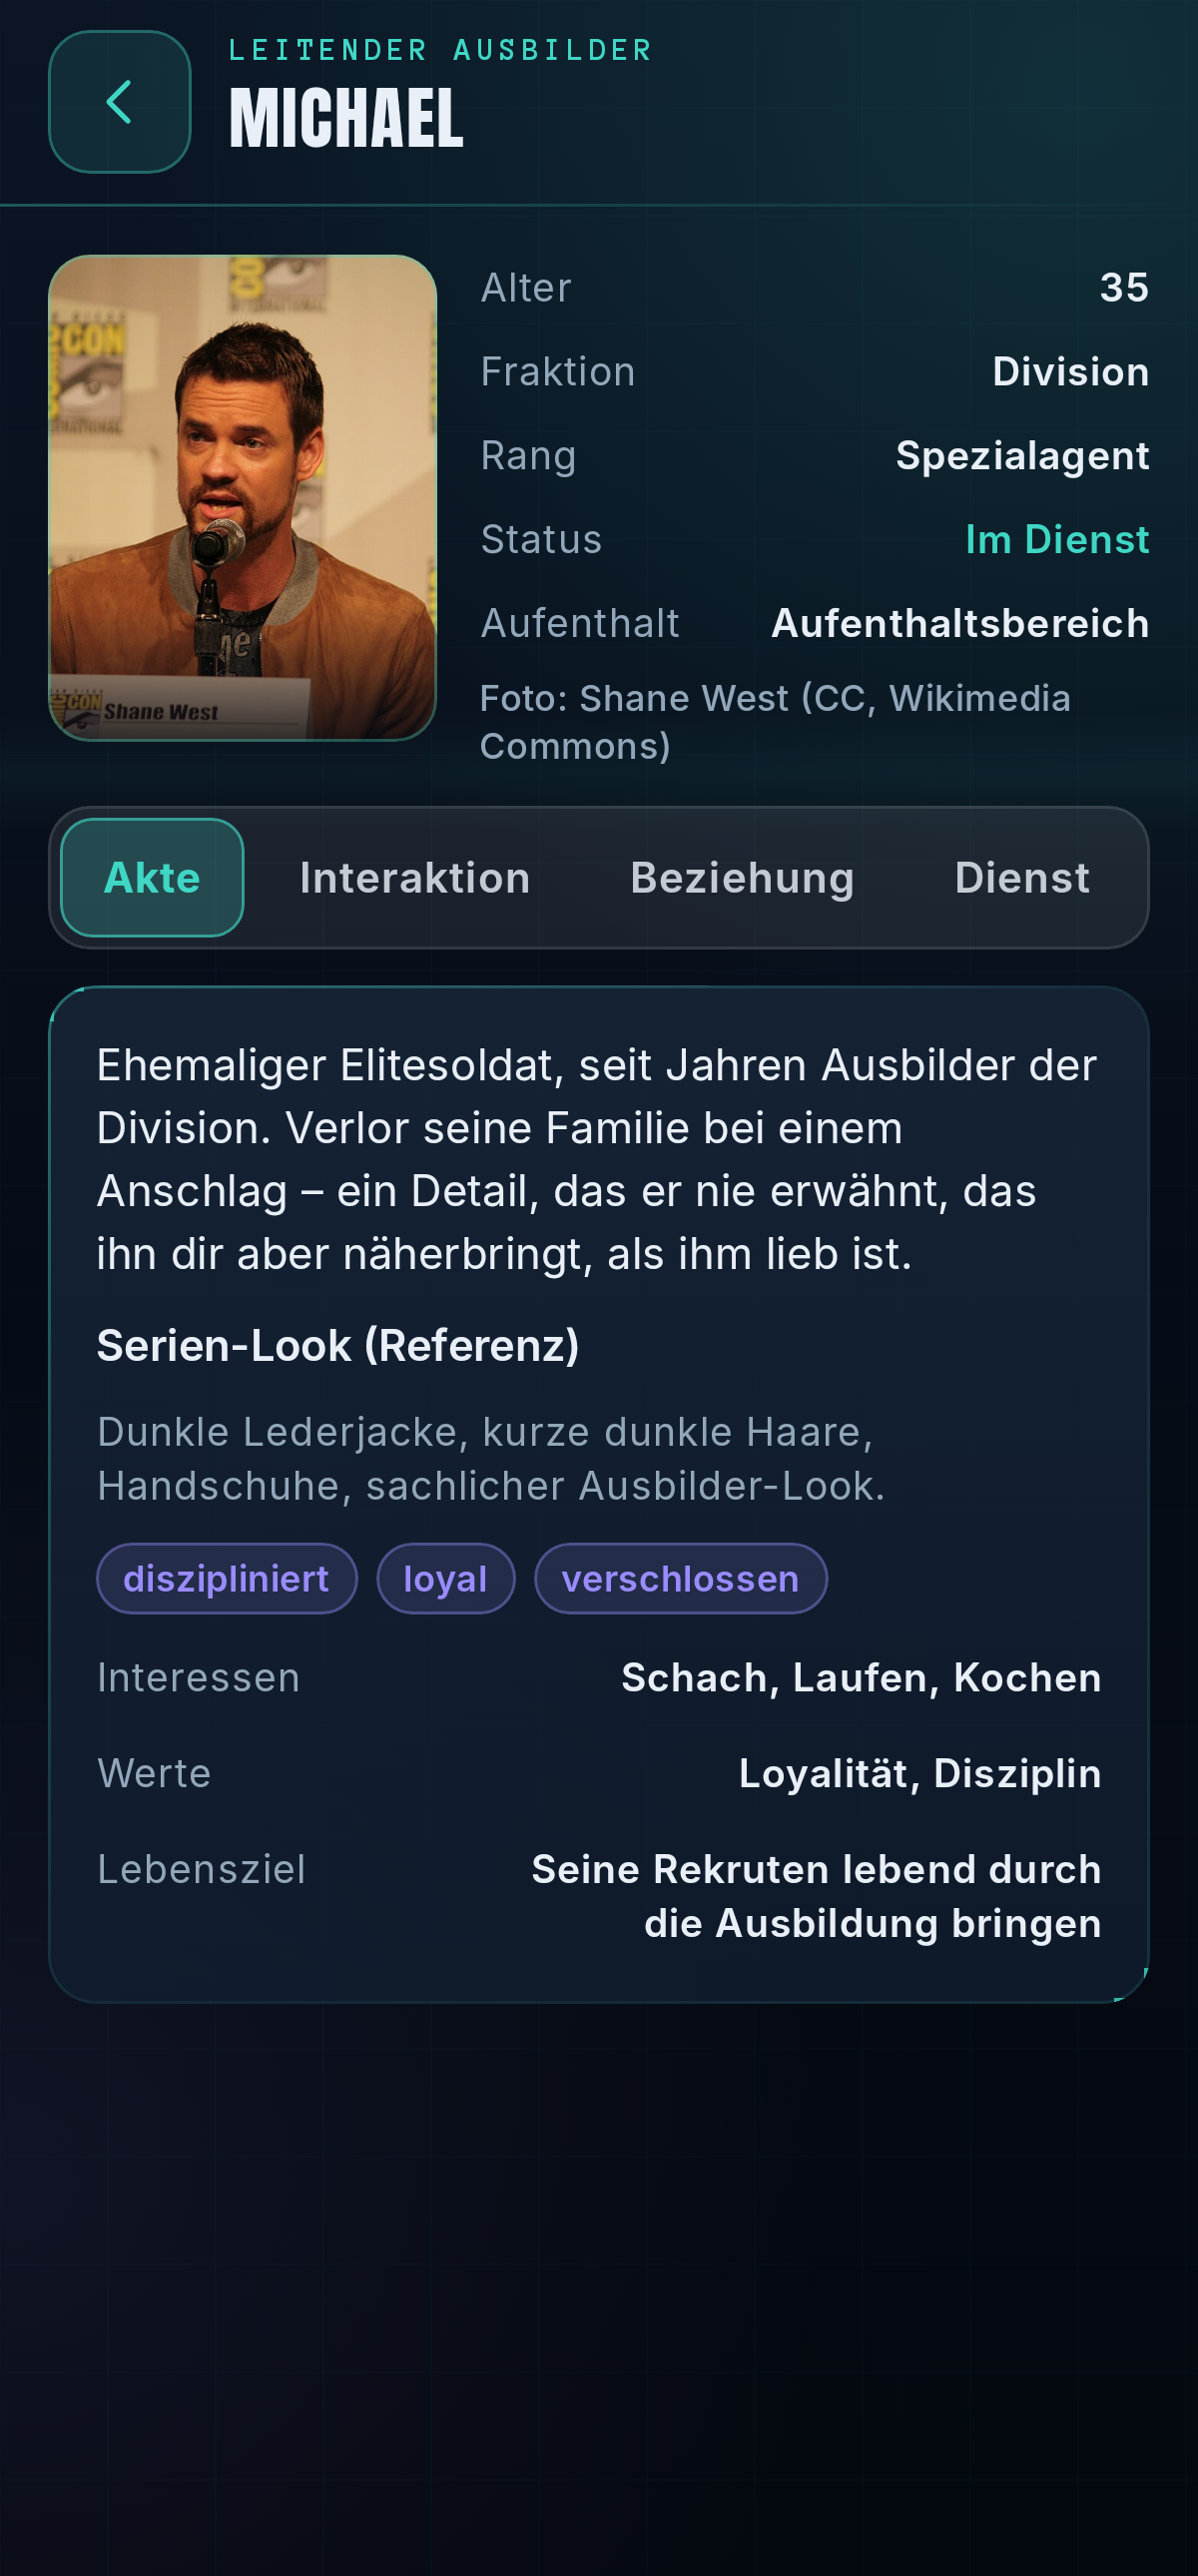 LEITENDER AUSBILDER
MICHAEL
CON
CON
Me
CON Shane West
Alter 35
Fraktion Division
Rang Spezialagent
Status Im Dienst
Aufenthalt Aufenthaltsbereich
Foto: Shane West (CC, Wikimedia
Commons)
Akte Interaktion Beziehung Dienst
Ehemaliger Elitesoldat, seit Jahren Ausbilder der
Division. Verlor seine Familie bei einem
Anschlag – ein Detail, das er nie erwähnt, das
ihn dir aber näherbringt, als ihm lieb ist.
Serien-Look (Referenz)
Dunkle Lederjacke, kurze dunkle Haare,
Handschuhe, sachlicher Ausbilder-Look.
diszipliniert loyal verschlossen
Interessen Schach, Laufen, Kochen
Werte Loyalität, Disziplin
Lebensziel Seine Rekruten lebend durch
die Ausbildung bringen